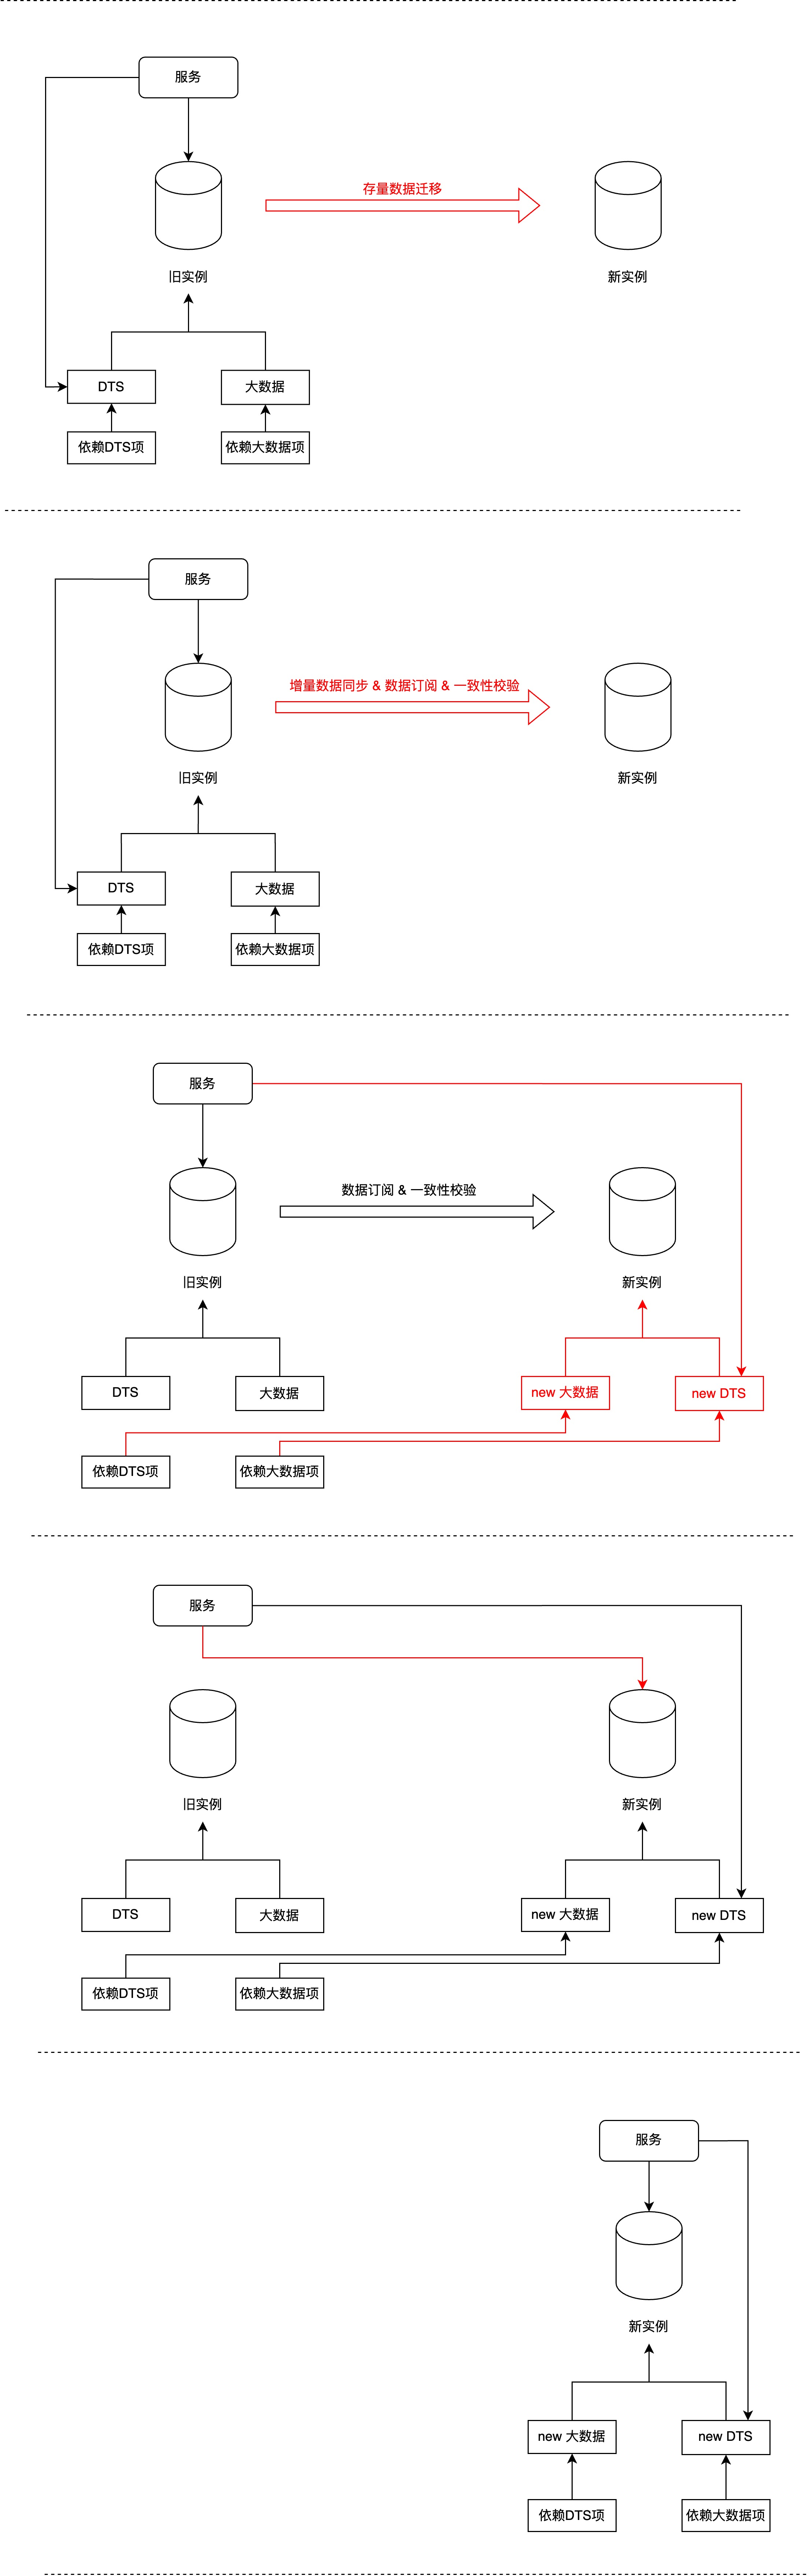 服务
存量数据迁移
旧实例
新实例
DTS
大数据
依赖DTS项
依赖大数据项
服务
增量数据同步 & 数据订阅 & 一致性校验
旧实例
新实例
DTS
大数据
依赖DTS项
依赖大数据项
服务
数据订阅 & 一致性校验
旧实例
新实例
DTS
大数据
new 大数据
new DTS
依赖DTS项
依赖大数据项
服务
旧实例
新实例
DTS
大数据
new 大数据
new DTS
依赖DTS项
依赖大数据项
服务
新实例
new 大数据
new DTS
依赖DTS项
依赖大数据项